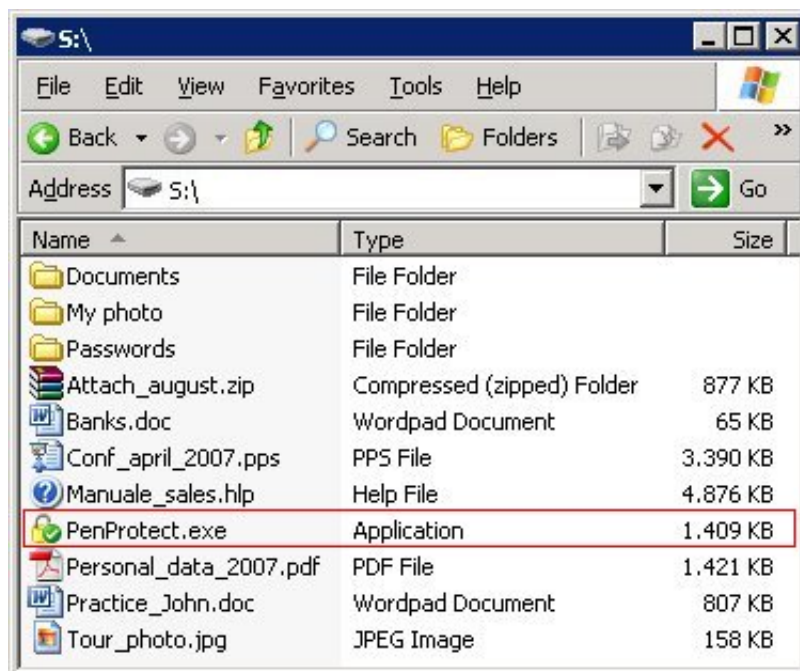 S:\
File Edit View Favorites Tools Help
Back Search Folders »
Address S:\ Go
Name Type Size
Documents File Folder
My photo File Folder
Passwords File Folder
Attach_august.zip Compressed (zipped) Folder 877 KB
Banks.doc Wordpad Document 65 KB
Conf_april_2007.pps PPS File 3.390 KB
Manuale_sales.hlp Help File 4.876 KB
PenProtect.exe Application 1.409 KB
Personal_data_2007.pdf PDF File 1.421 KB
Practice_John.doc Wordpad Document 807 KB
Tour_photo.jpg JPEG Image 158 KB